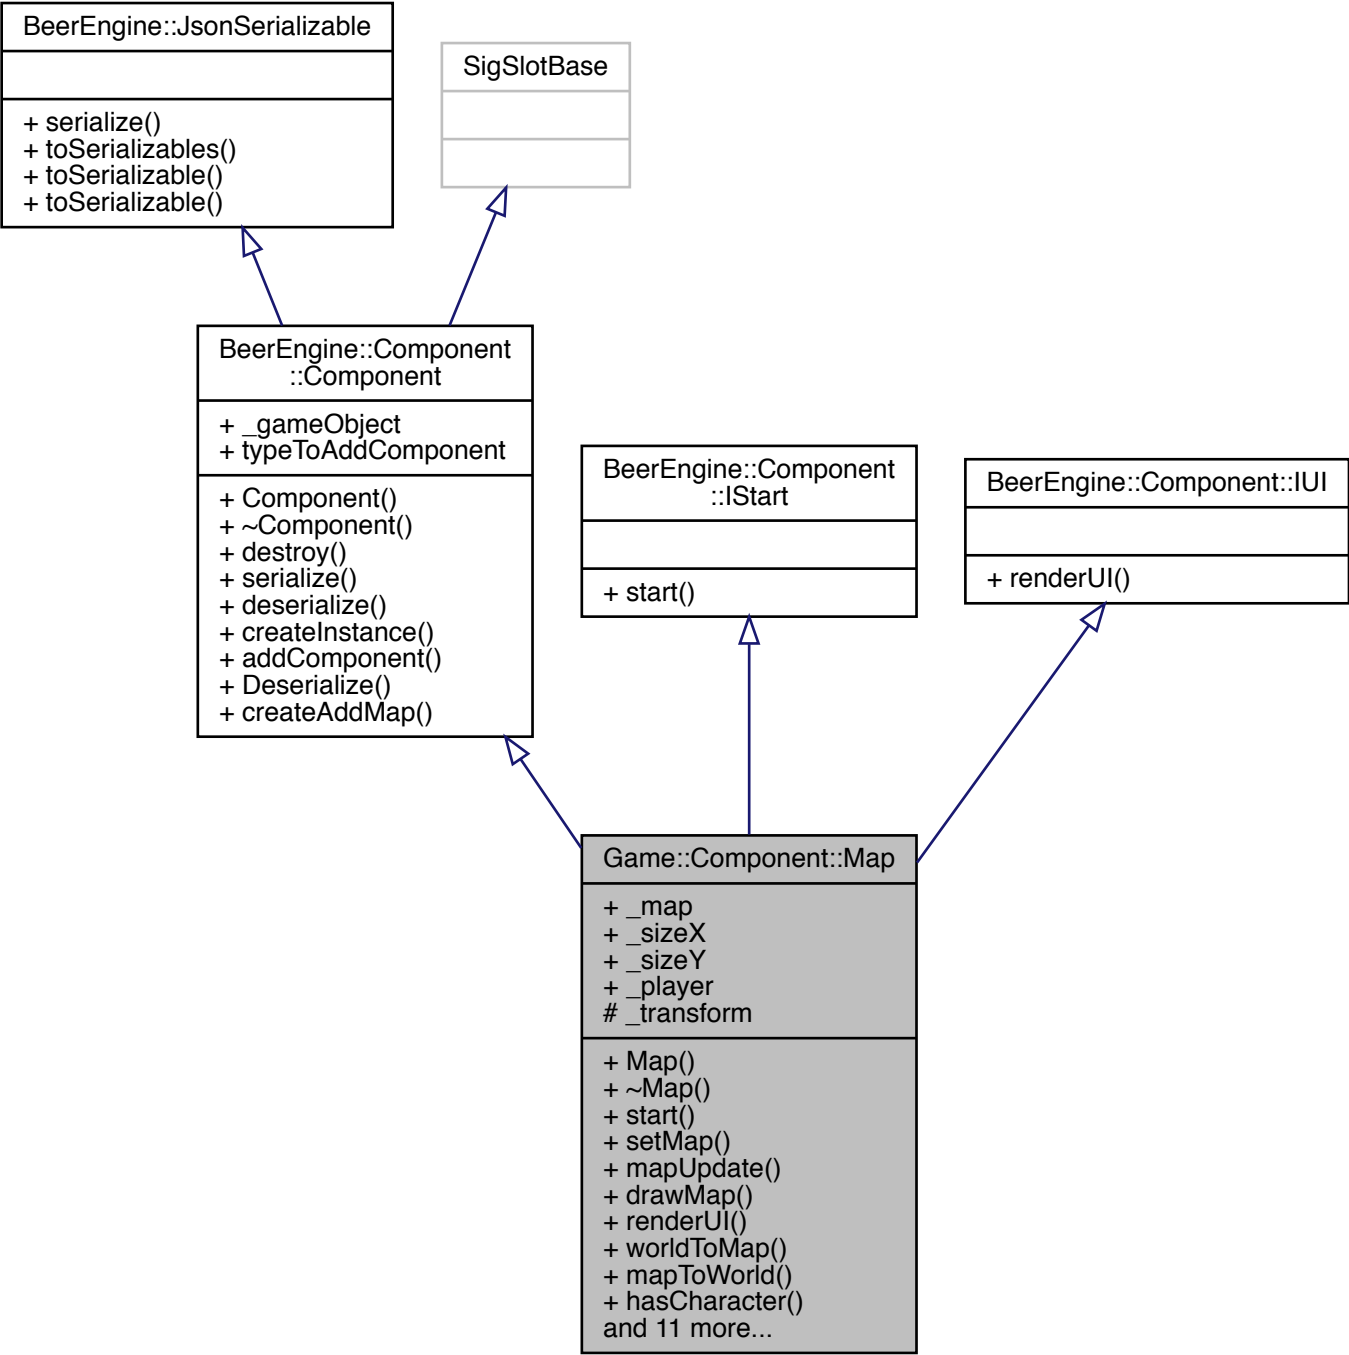 BeerEngine::JsonSerializable
+ serialize()
+ toSerializables()
+ toSerializable()
+ toSerializable()
SigSlotBase
BeerEngine::Component
::Component
+ _gameObject
+ typeToAddComponent
+ Component()
+ ~Component()
+ destroy()
+ serialize()
+ deserialize()
+ createInstance()
+ addComponent()
+ Deserialize()
+ createAddMap()
BeerEngine::Component
::IStart
+ start()
BeerEngine::Component::IUI
+ renderUI()
Game::Component::Map
+ _map
+ _sizeX
+ _sizeY
+ _player
# _transform
+ Map()
+ ~Map()
+ start()
+ setMap()
+ mapUpdate()
+ drawMap()
+ renderUI()
+ worldToMap()
+ mapToWorld()
+ hasCharacter()
and 11 more...